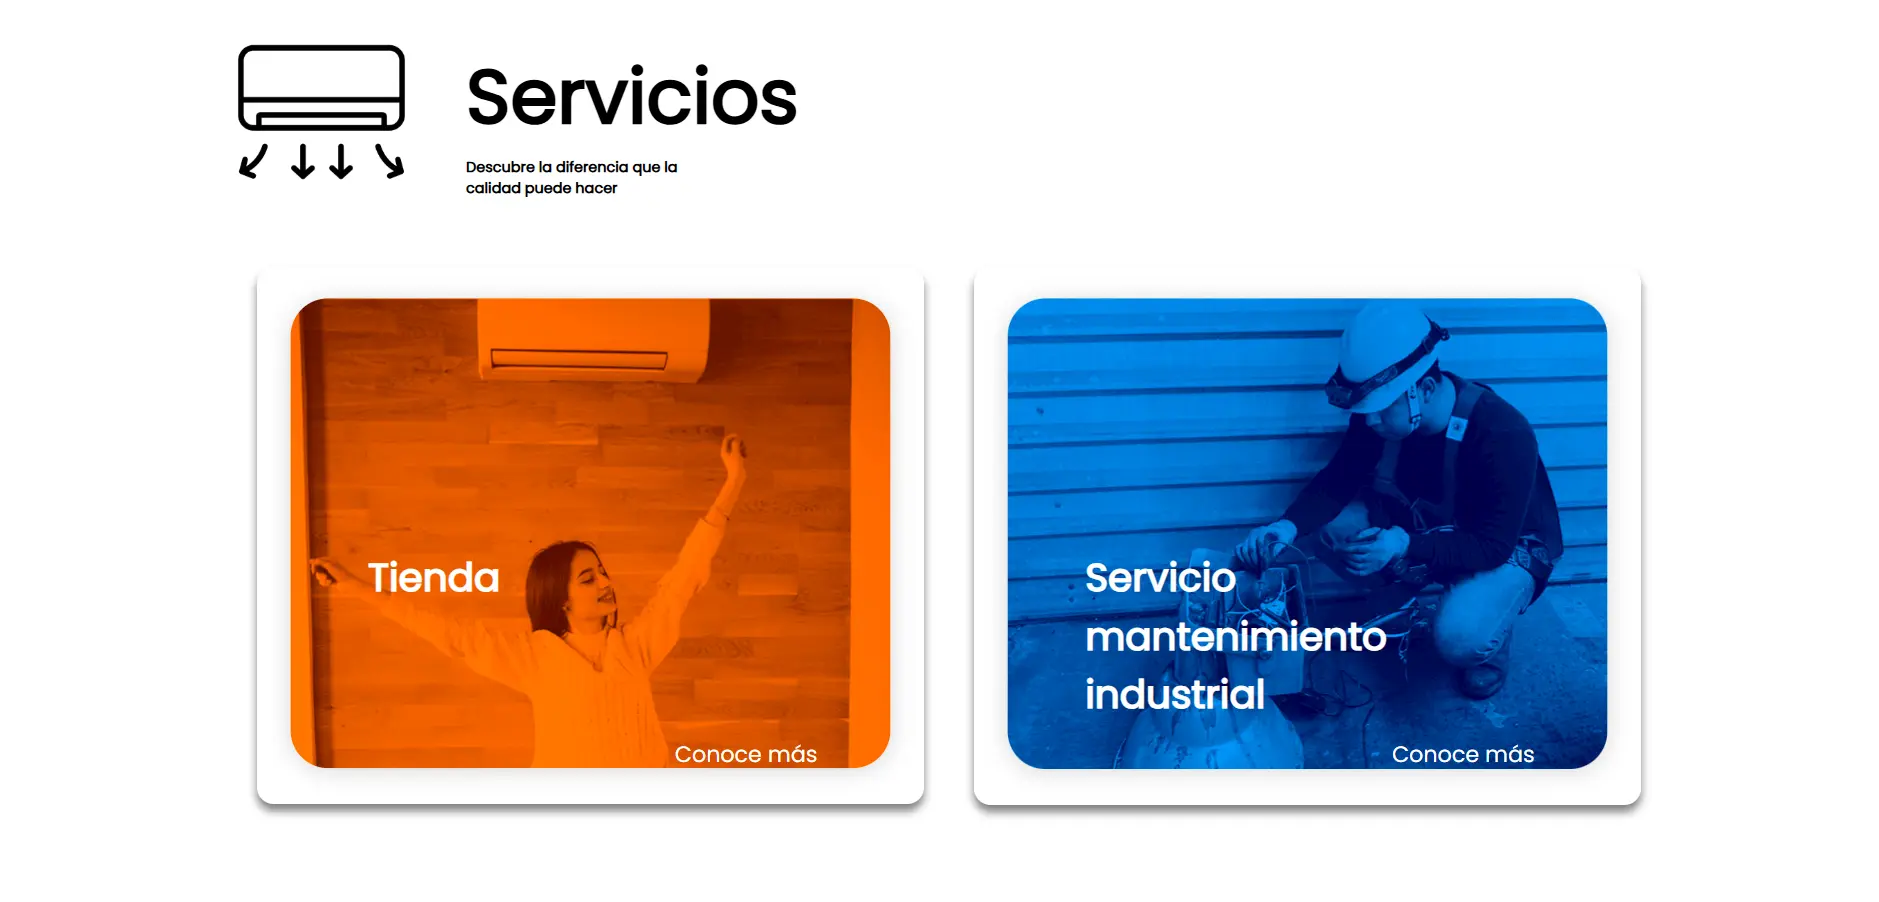 Servicios
Descubre la diferencia que la
calidad puede hacer
Tienda
Conoce más
Servicio
mantenimiento
industrial
Conoce más